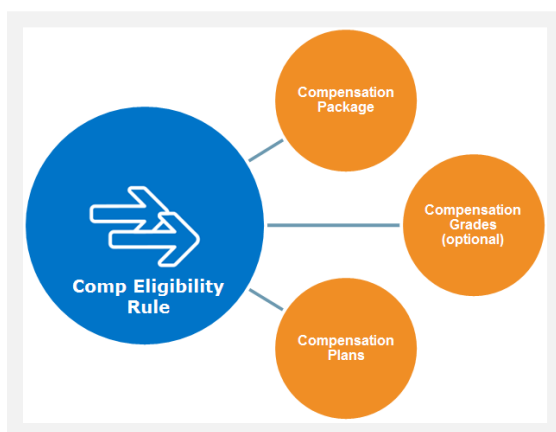 Compensation
Package
Compensation
Grades
(optional)
Comp Eligibility
Rule
Compensation
Plans